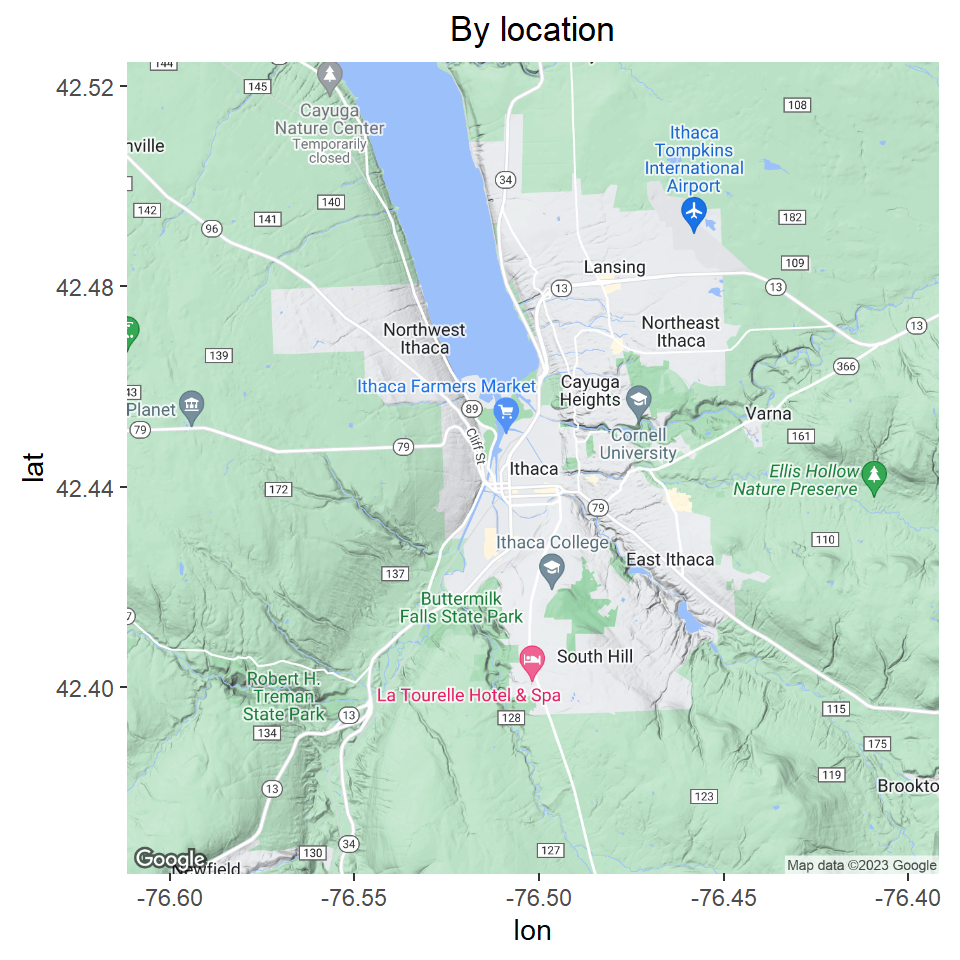 By location
42.52
42.48
42.44
42.40
lat
144
145
108
Cayuga
Nature Center
Temporarily
closed
Ithaca
Tompkins
International
Airport
nville
34
142
141
140
182
96
109
Lansing
13
13
Northwest
Ithaca
Northeast
Ithaca
13
139
366
Ithaca Farmers Market
Cayuga
Heights
43
Planet
89
Varna
79
79
Cliff St
Cornell
University
161
Ithaca
Ellis Hollow
Nature Preserve
172
79
110
Ithaca College
East Ithaca
137
Buttermilk
Falls State Park
7
South Hill
Robert H.
Treman
State Park
La Tourelle Hotel & Spa
13
128
115
134
175
119
13
123
Brookto
34
130
127
Google
Newfield
Map data ©2023 Google
-76.60
-76.55
-76.50
-76.45
-76.40
lon